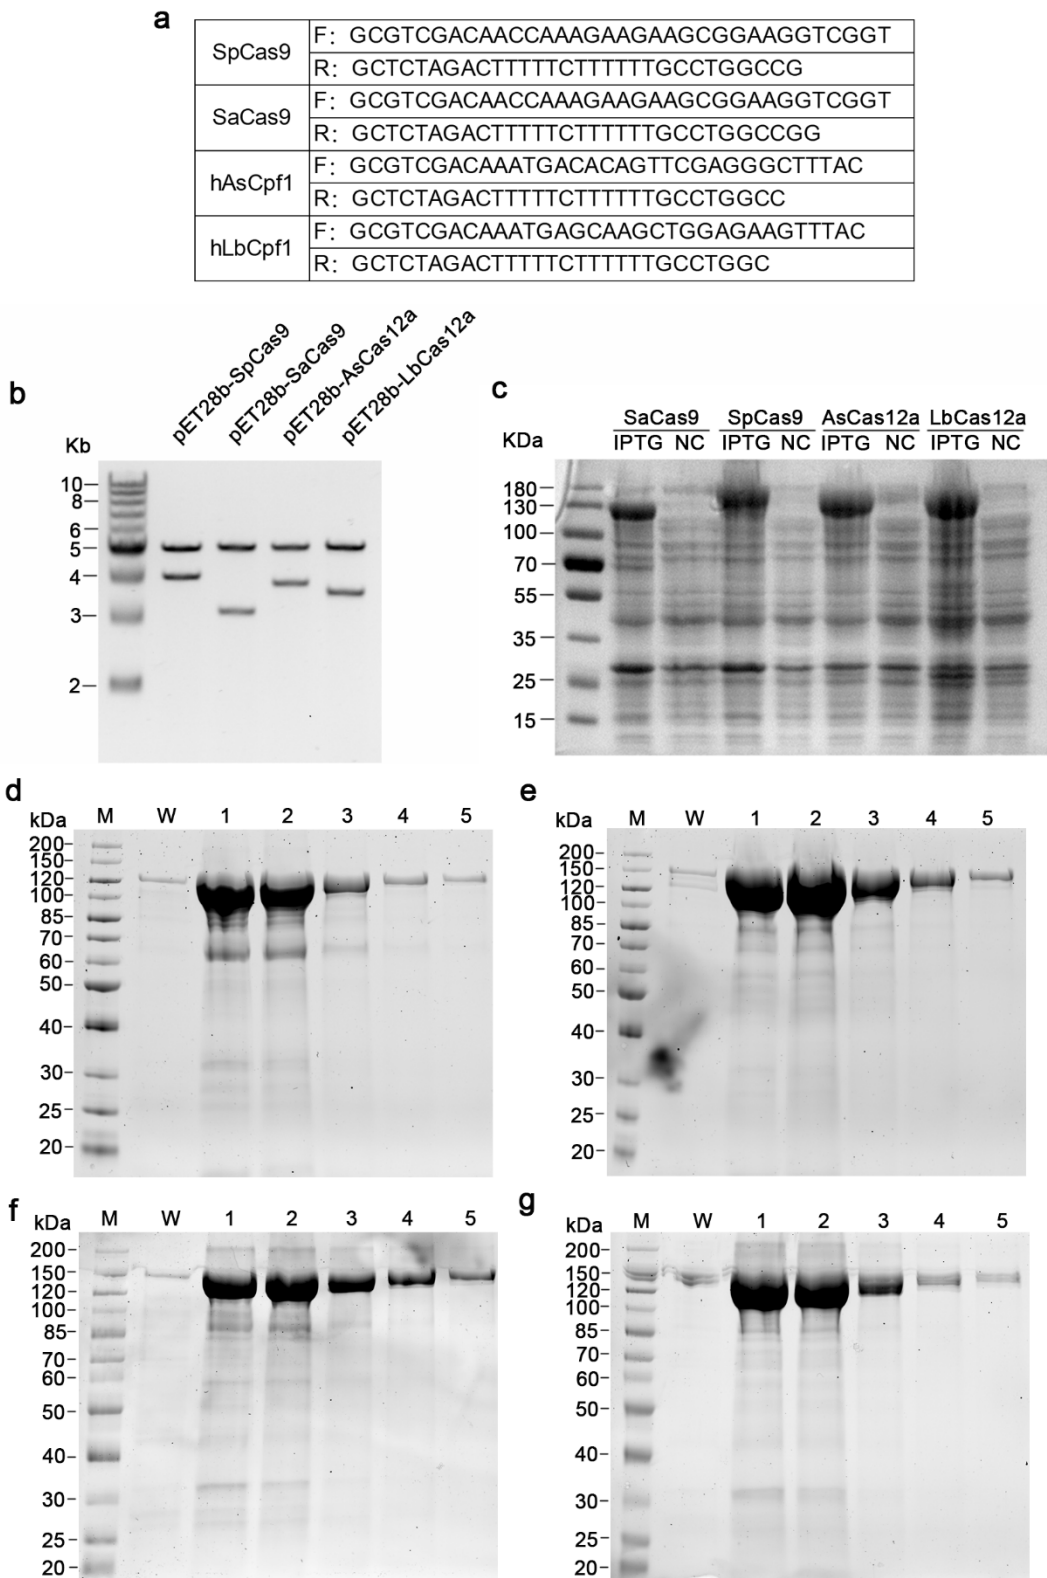 a
SpCas9
F: GCGTCGACAACCAAAGAAGAAGCGGAAGGTCGGT
R: GCTCTAGACTTTTTCTTTTTTGCCTGGCCG
SaCas9
F: GCGTCGACAACCAAAGAAGAAGCGGAAGGTCGGT
R: GCTCTAGACTTTTTCTTTTTTGCCTGGCCGG
hAsCpf1
F: GCGTCGACAAATGACACAGTTCGAGGGCTTTAC
R: GCTCTAGACTTTTTCTTTTTTGCCTGGCC
hLbCpf1
F: GCGTCGACAAATGAGCAAGCTGGAGAAGTTTAC
R: GCTCTAGACTTTTTCTTTTTTGCCTGGC
b
pET28b-SpCas9
pET28b-SaCas9
pET28b-AsCas12a
pET28b-LbCas12a
Kb
10
8
6
5
4
3
2
c
SaCas9 SpCas9 AsCas12a LbCas12a
KDa IPTG NC IPTG NC IPTG NC IPTG NC
180
130
100
70
55
35
25
15
d
kDa M W 1 2 3 4 5
200
150
120
100
85
70
60
50
40
30
25
20
e
kDa M W 1 2 3 4 5
200
150
120
100
85
70
60
50
40
30
25
20
f
kDa M W 1 2 3 4 5
200
150
120
100
85
70
60
50
40
30
25
20
g
kDa M W 1 2 3 4 5
200
150
120
100
85
70
60
50
40
30
25
20